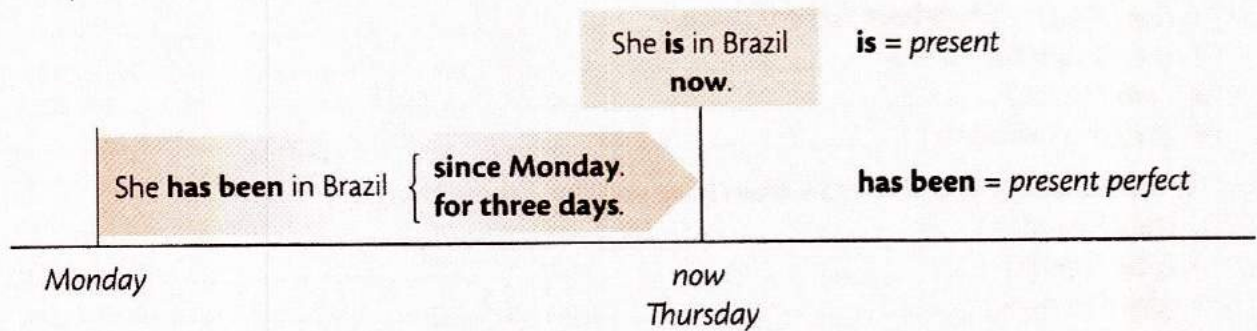 She is in Brazil
now.
is = present
She has been in Brazil { since Monday.
for three days.
has been = present perfect
Monday
now
Thursday